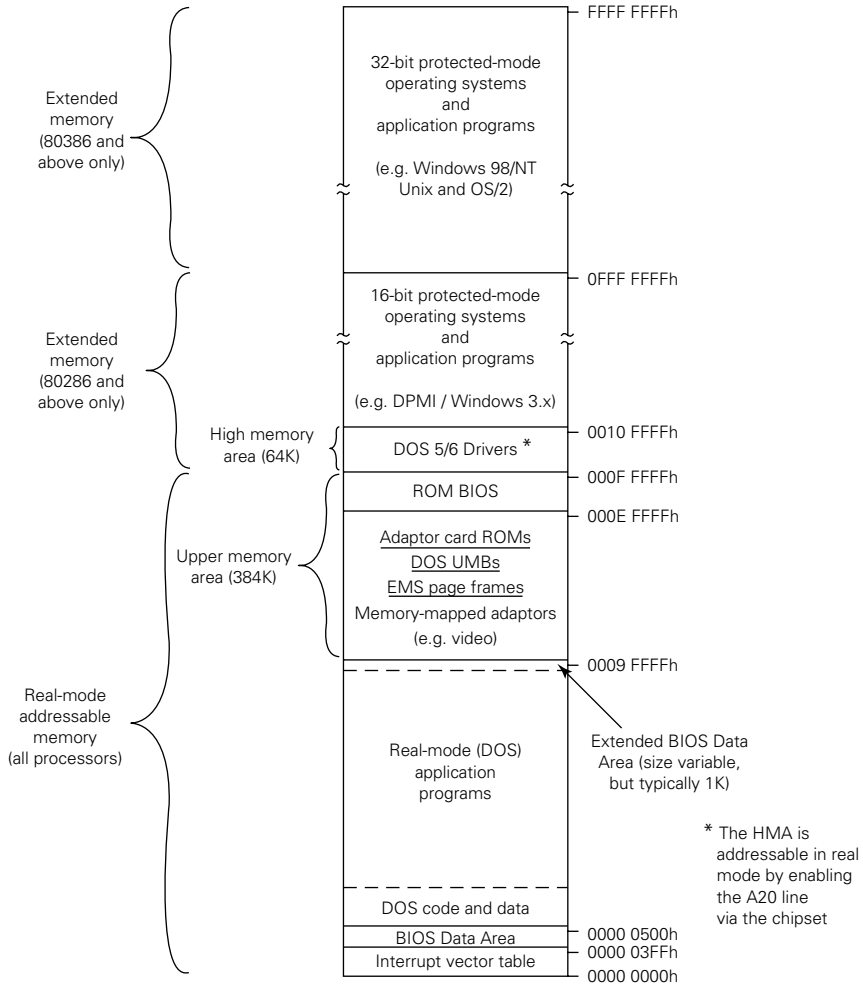 FFFF FFFFh
32-bit protected-mode
operating systems
and
application programs
(e.g. Windows 98/NT
Unix and OS/2)
Extended
memory
(80386 and
above only)
0FFF FFFFh
16-bit protected-mode
operating systems
and
application programs
(e.g. DPMI / Windows 3.x)
Extended
memory
(80286 and
above only)
0010 FFFFh
High memory
area (64K)
DOS 5/6 Drivers *
000F FFFFh
ROM BIOS
000E FFFFh
Upper memory
area (384K)
Adaptor card ROMs
DOS UMBs
EMS page frames
Memory-mapped adaptors
(e.g. video)
0009 FFFFh
Real-mode
addressable
memory
(all processors)
Real-mode (DOS)
application
programs
Extended BIOS Data
Area (size variable,
but typically 1K)
* The HMA is
addressable in real
mode by enabling
the A20 line
via the chipset
DOS code and data
0000 0500h
BIOS Data Area
0000 03FFh
Interrupt vector table
0000 0000h